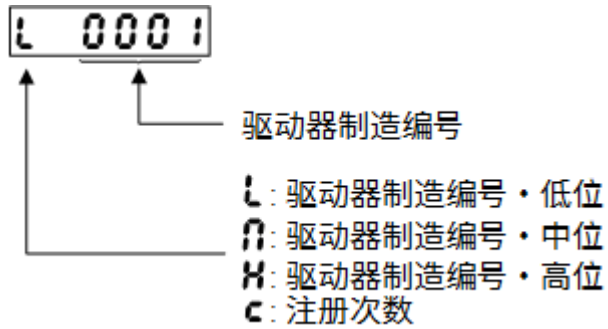 L 0001
驱动器制造编号
L: 驱动器制造编号・低位
П: 驱动器制造编号・中位
H: 驱动器制造编号・高位
c: 注册次数